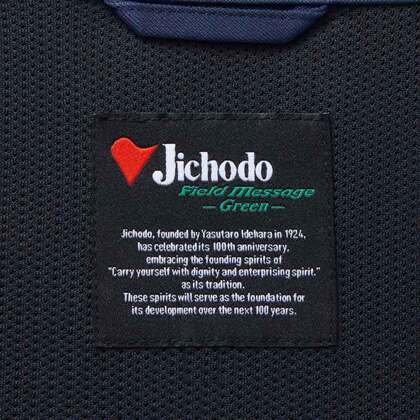 Jichodo
Field Message
—Green—
Jichodo, founded by Yasutaro Idehara in 1924,
has celebrated its 100th anniversary,
embracing the founding spirits of
"Carry yourself with dignity and enterprising spirit."
as its tradition.
These spirits will serve as the foundation for
its development over the next 100 years.